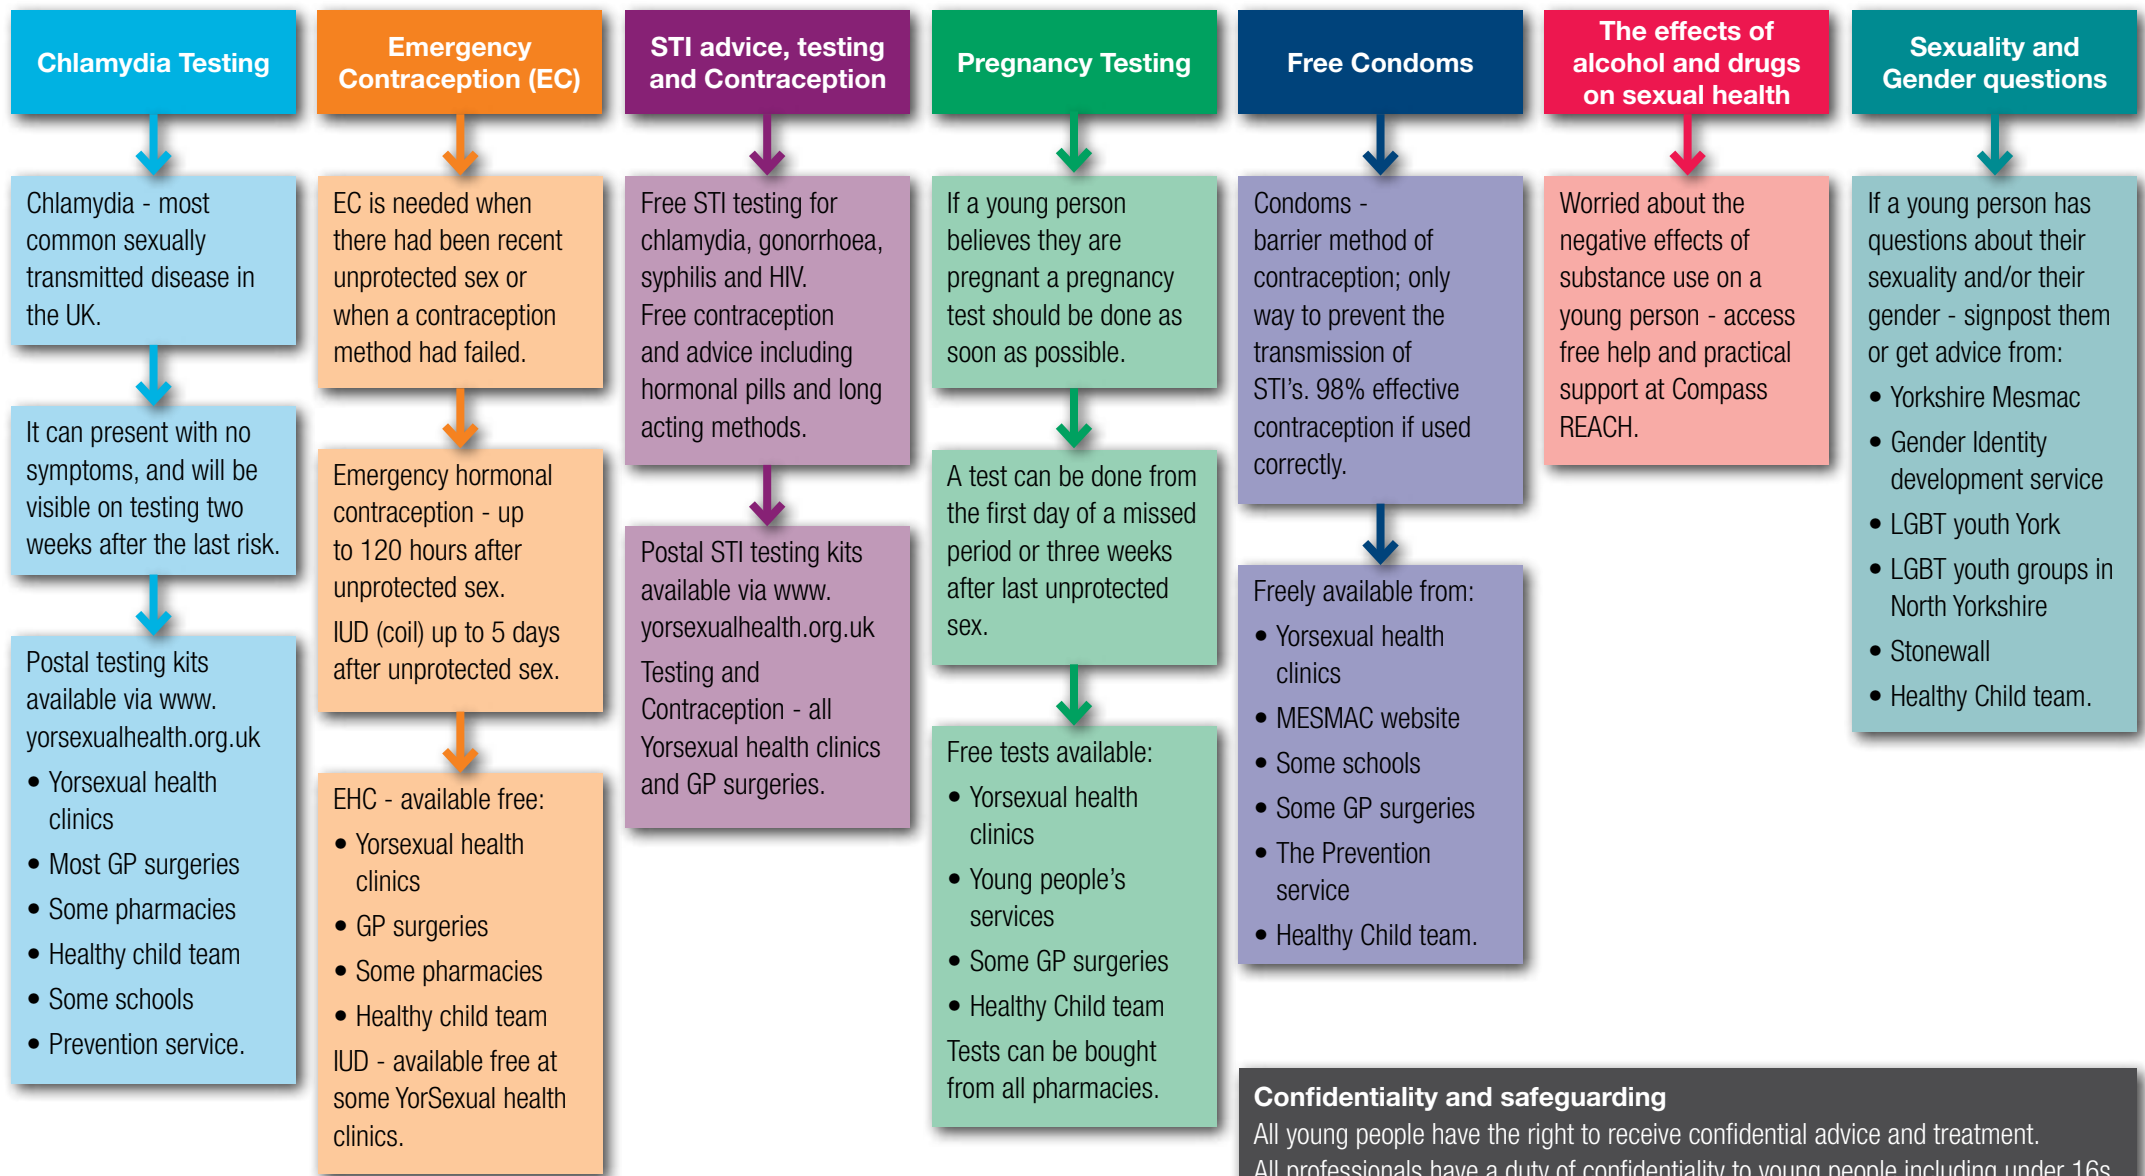 Chlamydia Testing
Chlamydia - most
common sexually
transmitted disease in
the UK.
It can present with no
symptoms, and will be
visible on testing two
weeks after the last risk.
Postal testing kits
available via www.
yorsexualhealth.org.uk
• Yorsexual health
clinics
• Most GP surgeries
• Some pharmacies
• Healthy child team
• Some schools
• Prevention service.
Emergency
Contraception (EC)
EC is needed when
there had been recent
unprotected sex or
when a contraception
method had failed.
Emergency hormonal
contraception - up
to 120 hours after
unprotected sex.
IUD (coil) up to 5 days
after unprotected sex.
EHC - available free:
• Yorsexual health
clinics
• GP surgeries
• Some pharmacies
• Healthy child team
IUD - available free at
some YorSexual health
clinics.
STI advice, testing
and Contraception
Free STI testing for
chlamydia, gonorrhoea,
syphilis and HIV.
Free contraception
and advice including
hormonal pills and long
acting methods.
Postal STI testing kits
available via www.
yorsexualhealth.org.uk
Testing and
Contraception - all
Yorsexual health clinics
and GP surgeries.
Pregnancy Testing
If a young person
believes they are
pregnant a pregnancy
test should be done as
soon as possible.
A test can be done from
the first day of a missed
period or three weeks
after last unprotected
sex.
Free tests available:
• Yorsexual health
clinics
• Young people's
services
• Some GP surgeries
• Healthy Child team
Tests can be bought
from all pharmacies.
Free Condoms
Condoms -
barrier method of
contraception; only
way to prevent the
transmission of
STI's. 98% effective
contraception if used
correctly.
Freely available from:
• Yorsexual health
clinics
• MESMAC website
• Some schools
• Some GP surgeries
• The Prevention
service
• Healthy Child team.
The effects of
alcohol and drugs
on sexual health
Worried about the
negative effects of
substance use on a
young person - access
free help and practical
support at Compass
REACH.
Sexuality and
Gender questions
If a young person has
questions about their
sexuality and/or their
gender - signpost them
or get advice from:
• Yorkshire Mesmac
• Gender Identity
development service
• LGBT youth York
• LGBT youth groups in
North Yorkshire
• Stonewall
• Healthy Child team.
Confidentiality and safeguarding
All young people have the right to receive confidential advice and treatment.
All professionals have a duty of confidentiality to young people including under 16s